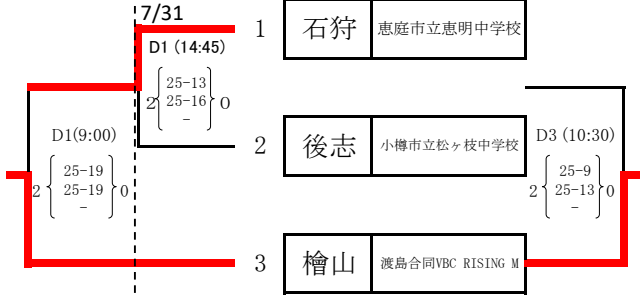 7/31
1 石狩 恵庭市立恵明中学校
D1 (14:45)
25-13
2 25-16 0
-
D1(9:00)
2 後志 小樽市立松ヶ枝中学校
D3 (10:30)
25-19
2 25-19 0
-
25-9
2 25-13 0
-
3 檜山 渡島合同VBC RISING M